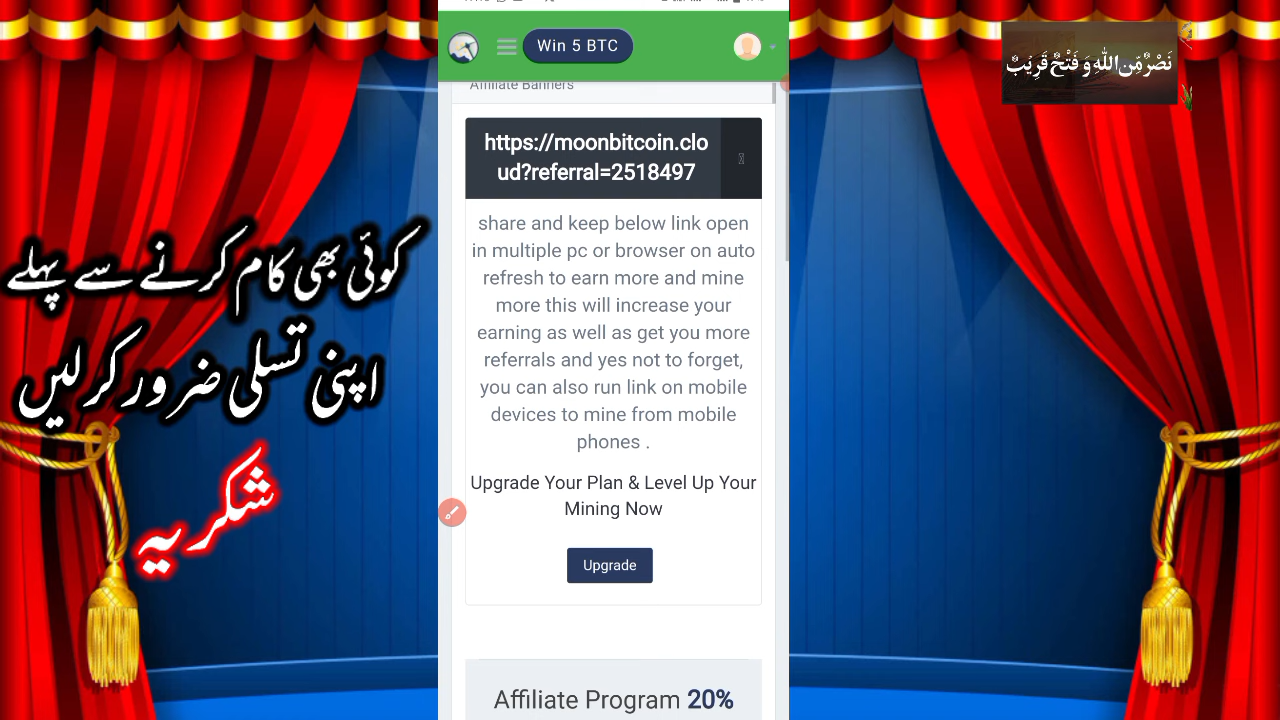 Win 5 BTC
نَصْرٌ مِّنَ اللّٰهِ وَ فَتْحٌ قَرِيْبٌ
Affiliate Banners
https://moonbitcoin.clo
ud?referral=2518497
share and keep below link open
in multiple pc or browser on auto
refresh to earn more and mine
more this will increase your
earning as well as get you more
referrals and yes not to forget,
you can also run link on mobile
devices to mine from mobile
phones .
Upgrade Your Plan & Level Up Your
Mining Now
Upgrade
Affiliate Program 20%
کوئی بھی کام کرنے سے پہلے
اپنی تسلی ضرور کرلیں
شکریہ